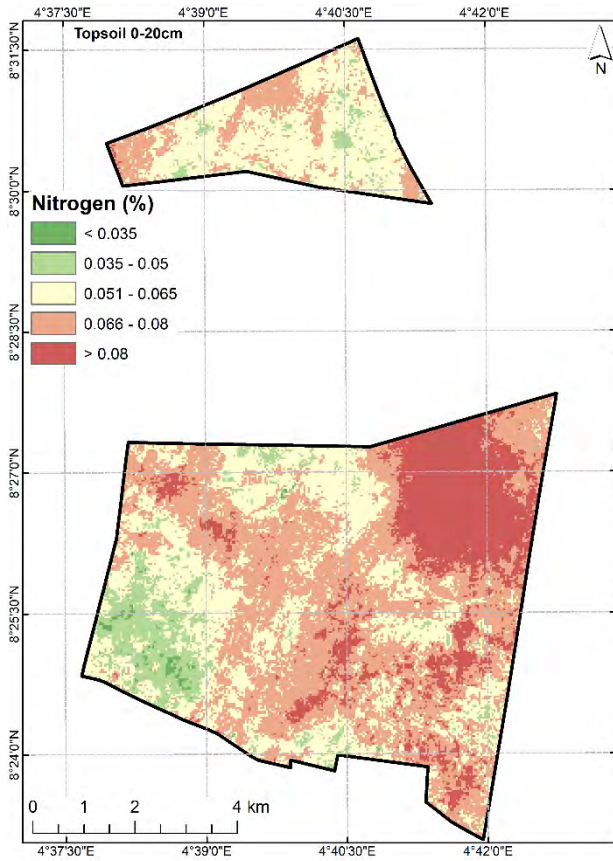 4°37'30"E 4°39'0"E 4°40'30"E 4°42'0"E
Topsoil 0-20cm
N
8°31'30"N
8°30'0"N
Nitrogen (%)
< 0.035
0.035 - 0.05
0.051 - 0.065
0.066 - 0.08
> 0.08
8°28'30"N
8°27'0"N
8°25'30"N
8°24'0"N
0 1 2 4 km
4°37'30"E 4°39'0"E 4°40'30"E 4°42'0"E